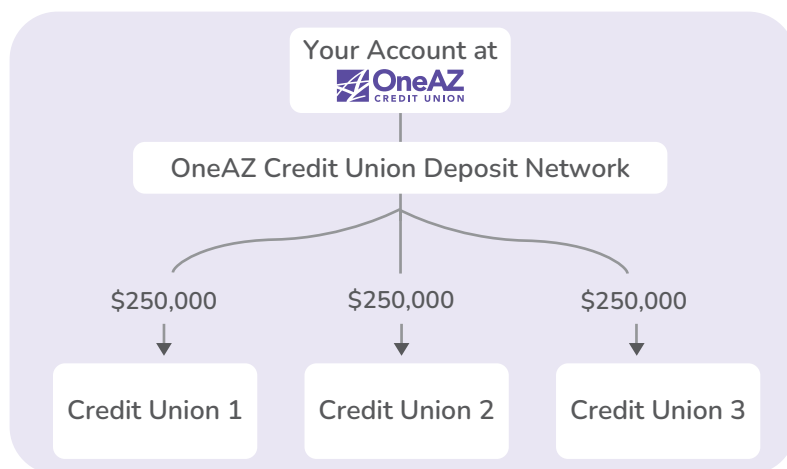 Your Account at
OneAZ
CREDIT UNION
OneAZ Credit Union Deposit Network
$250,000
$250,000
$250,000
Credit Union 1
Credit Union 2
Credit Union 3